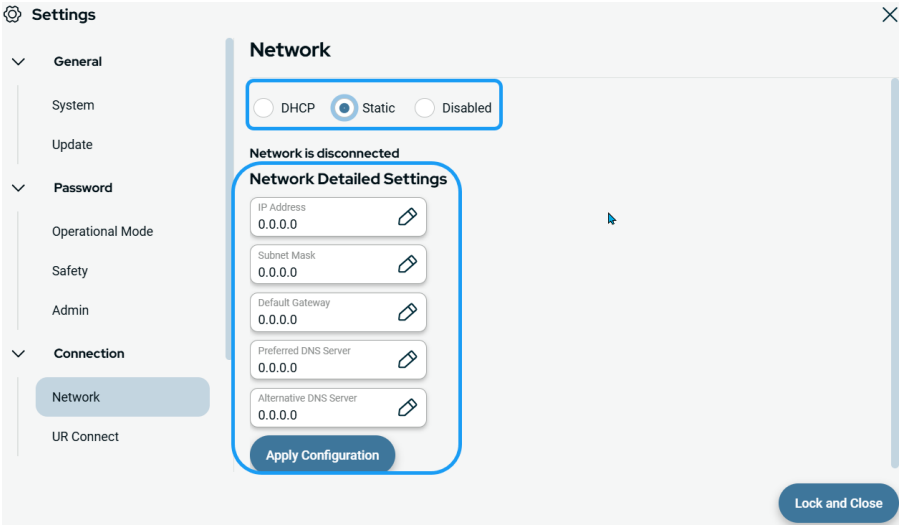 Settings
General
System
Update
Password
Operational Mode
Safety
Admin
Connection
Network
UR Connect
Network
DHCP
Static
Disabled
Network is disconnected
Network Detailed Settings
IP Address
0.0.0.0
Subnet Mask
0.0.0.0
Default Gateway
0.0.0.0
Preferred DNS Server
0.0.0.0
Alternative DNS Server
0.0.0.0
Apply Configuration
Lock and Close